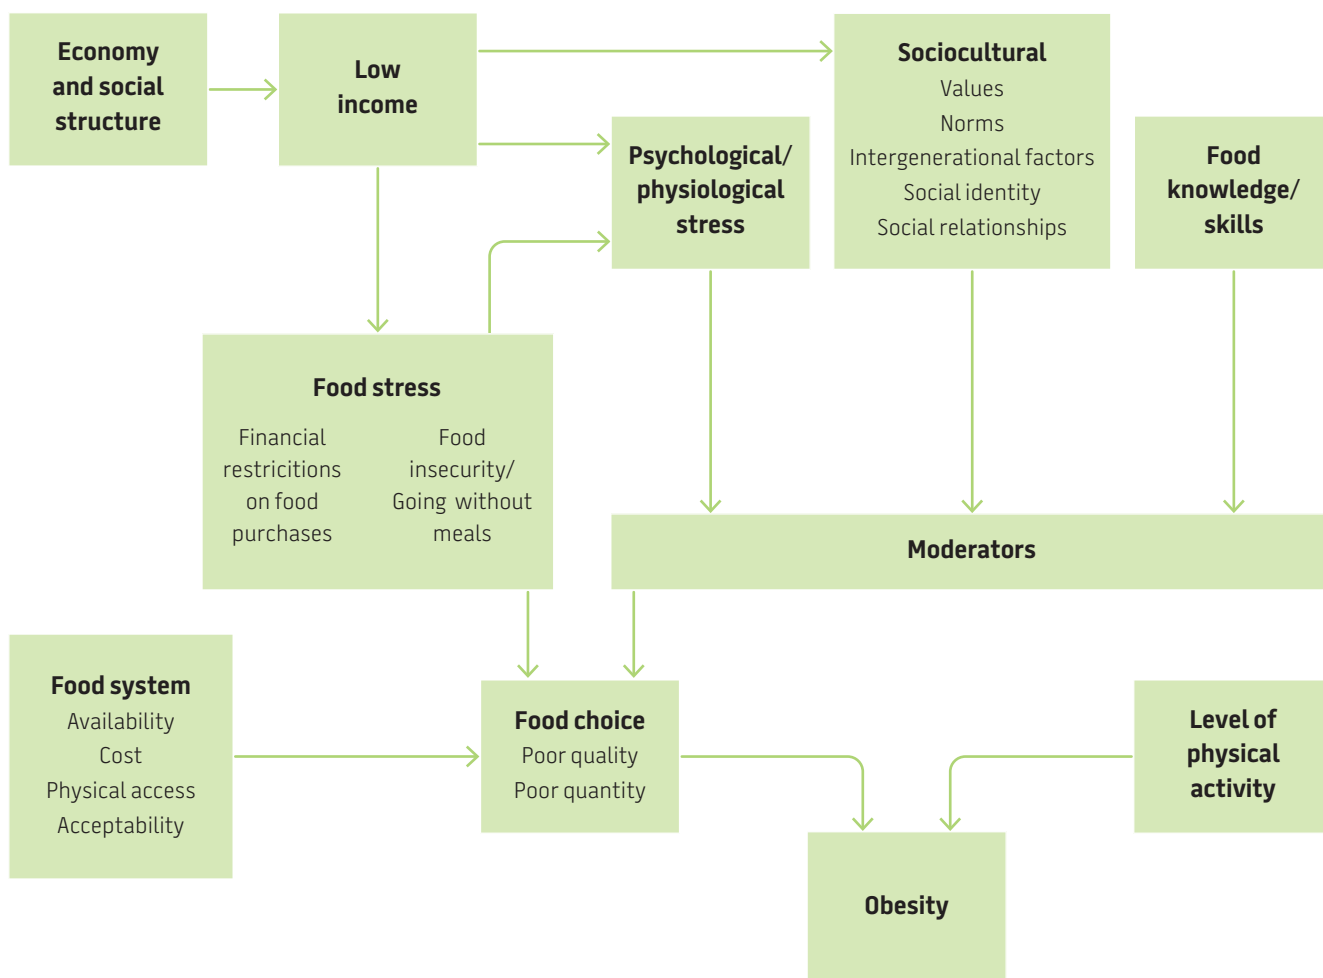 Economy
and social
structure
Low
income
Sociocultural
Values
Norms
Intergenerational factors
Social identity
Social relationships
Psychological/
physiological
stress
Food
knowledge/
skills
Food stress
Financial
restricitions
on food
purchases
Food
insecurity/
Going without
meals
Moderators
Food system
Availability
Cost
Physical access
Acceptability
Food choice
Poor quality
Poor quantity
Level of
physical
activity
Obesity